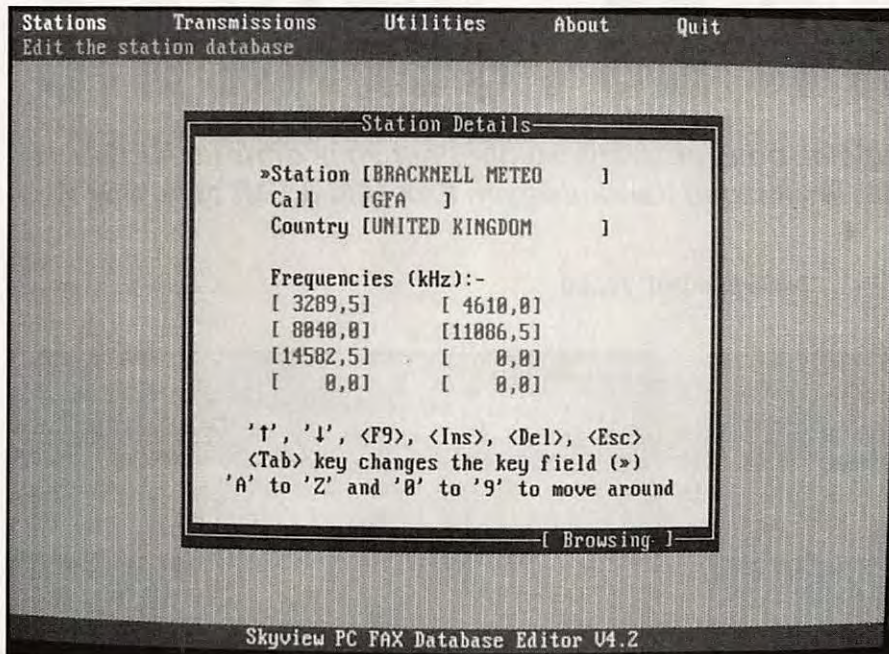 Stations Transmissions Utilities About Quit
Edit the station database
Station Details
»Station [BRACKNELL METEO ]
Call [GFA ]
Country [UNITED KINGDOM ]
Frequencies (kHz):-
[ 3289,5] [ 4610,0]
[ 8040,0] [11086,5]
[14582,5] [ 0,0]
[ 0,0] [ 0,0]
'↑', '↓', <F9>, <Ins>, <Del>, <Esc>
<Tab> key changes the key field (»)
'A' to 'Z' and '0' to '9' to move around
[ Browsing ]
Skyview PC FAX Database Editor V4.2